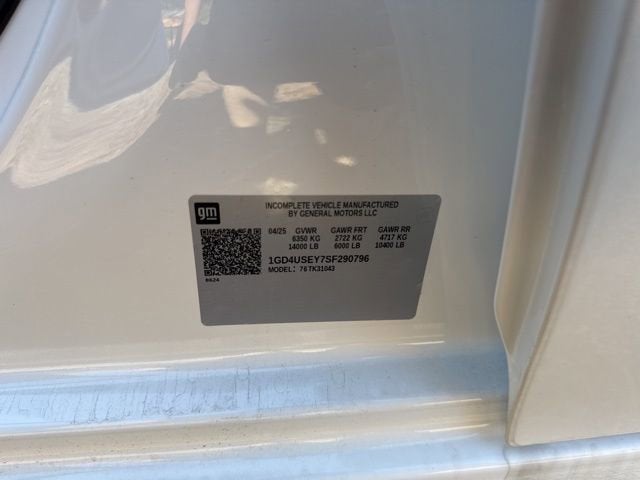 gm
INCOMPLETE VEHICLE MANUFACTURED
BY GENERAL MOTORS LLC
04/25 GVWR GAWR FRT GAWR RR
6350 KG 2722 KG 4717 KG
14000 LB 6000 LB 10400 LB
1GD4USEY7SF290796
MODEL: 76 TK31043
8624